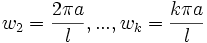 w_2 = \frac{2\pi a}{l}, ..., w_k = \frac{k\pi a}{l}